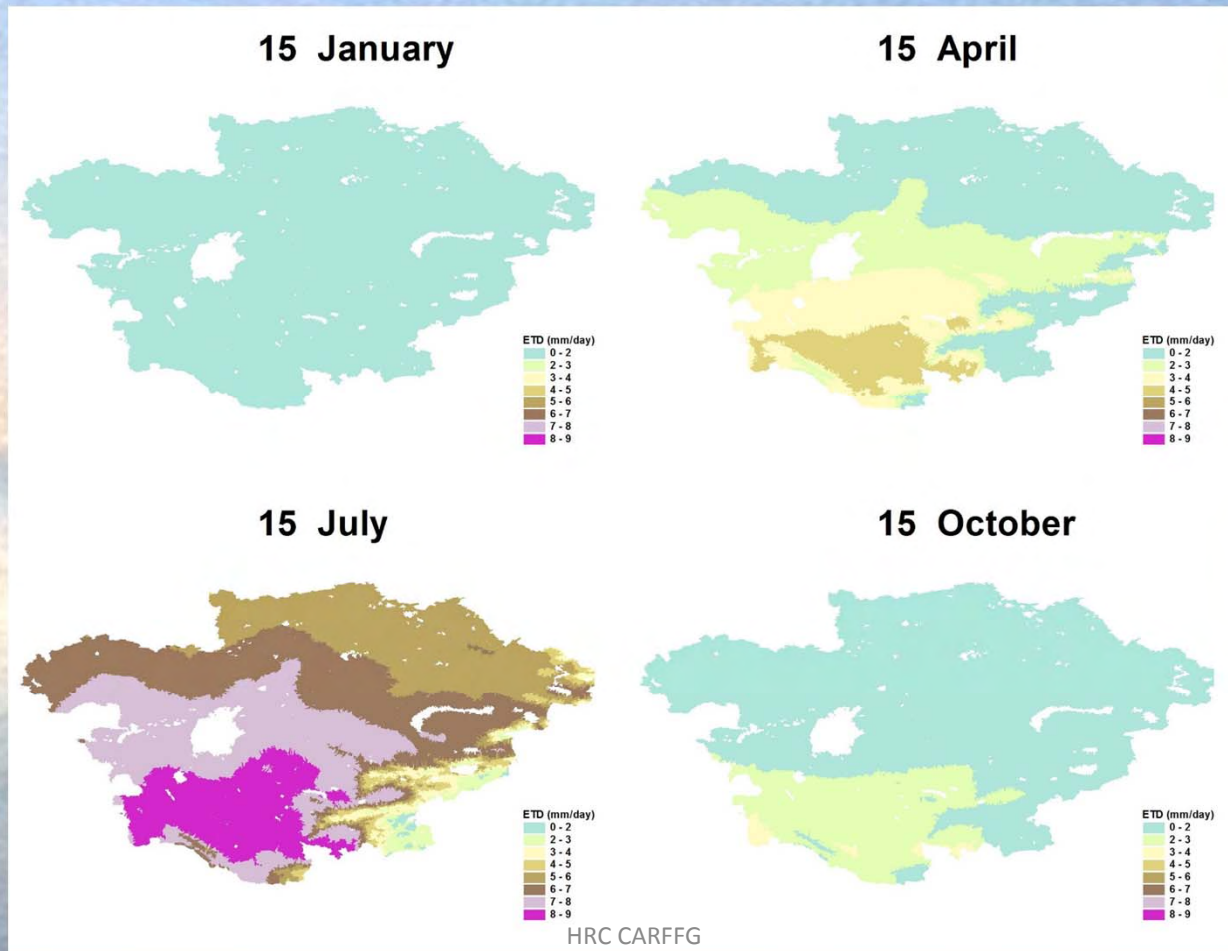 15 January
ETD (mm/day)
0 - 2
2 - 3
3 - 4
4 - 5
5 - 6
6 - 7
7 - 8
8 - 9
15 April
ETD (mm/day)
0 - 2
2 - 3
3 - 4
4 - 5
5 - 6
6 - 7
7 - 8
8 - 9
15 July
ETD (mm/day)
0 - 2
2 - 3
3 - 4
4 - 5
5 - 6
6 - 7
7 - 8
8 - 9
15 October
ETD (mm/day)
0 - 2
2 - 3
3 - 4
4 - 5
5 - 6
6 - 7
7 - 8
8 - 9
HRC CARFFG